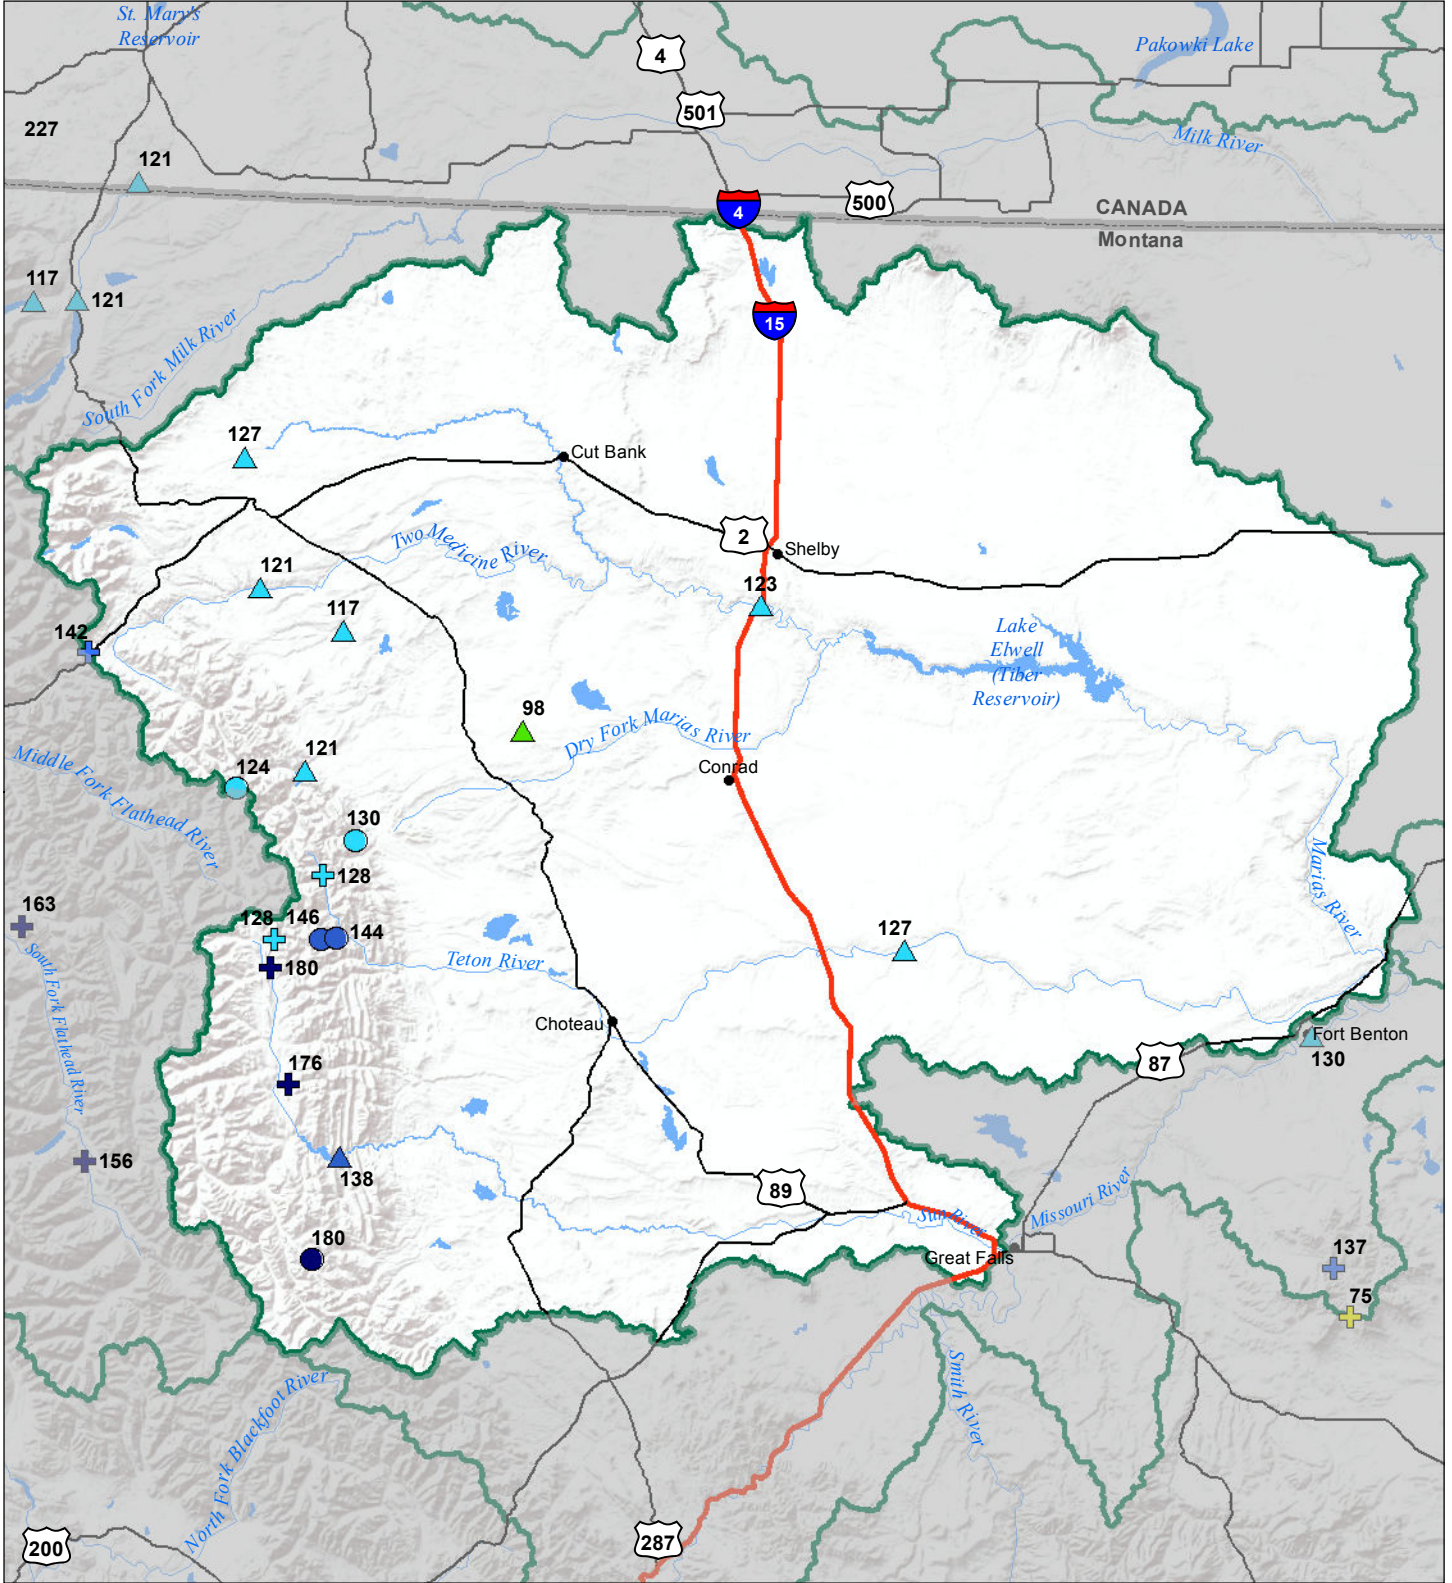 St. Mary's
Reservoir
4
Pakowki Lake
501
227
Milk River
121
4
500
CANADA
Montana
117
121
15
South Fork Milk River
127
Cut Bank
2
Two Medicine River
Shelby
121
123
117
142
Lake
Elwell
(Tiber
Reservoir)
98
Dry Fork Marias River
Middle Fork Flathead River
124
121
Conrad
130
128
Marias River
163
128
146
144
127
180
Teton River
South Fork Flathead River
Choteau
Fort Benton
130
87
176
156
138
89
Sun River
Missouri River
180
Great Falls
137
75
Smith River
North Fork Blackfoot River
200
287